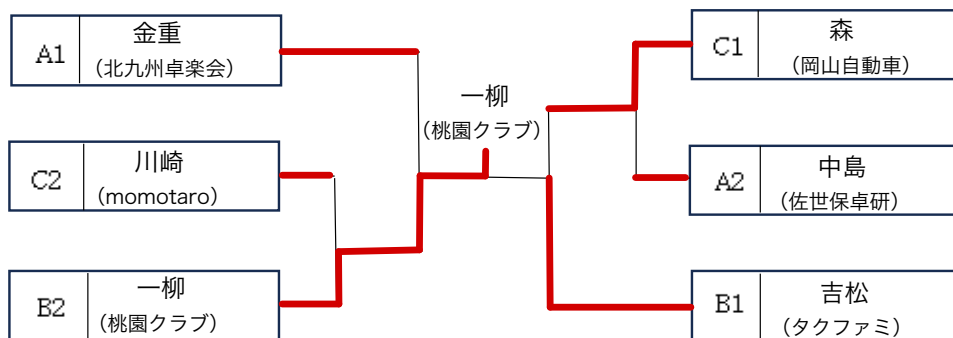 A1
金重
(北九州卓楽会)
C2
川崎
(momotaro)
B2
一柳
(桃園クラブ)
一柳
(桃園クラブ)
C1
森
(岡山自動車)
A2
中島
(佐世保卓研)
B1
吉松
(タクファミ)